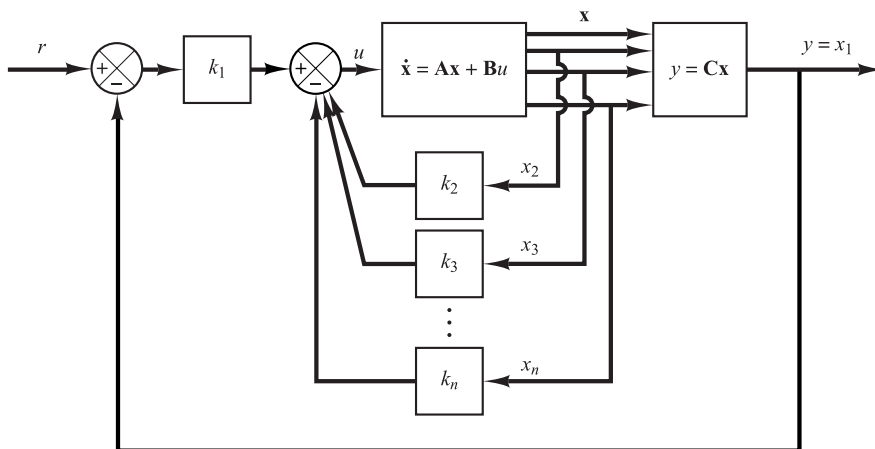 x
r
+
−
k₁
+
−
u
ẋ = Ax + Bu
y = Cx
y = x₁
k₂
x₂
k₃
x₃
⋮
kₙ
xₙ